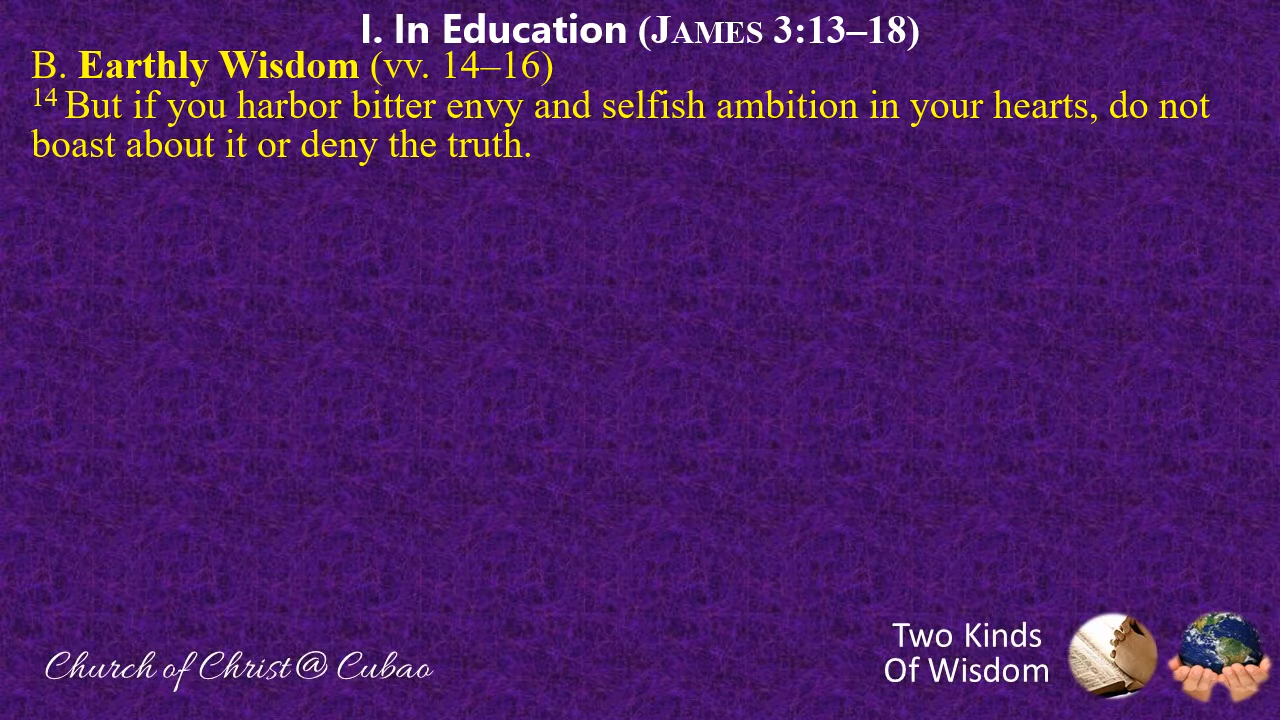 I. In Education (JAMES 3:13–18)
B. Earthly Wisdom (vv. 14–16)
14 But if you harbor bitter envy and selfish ambition in your hearts, do not
boast about it or deny the truth.
Two Kinds
Of Wisdom
Church of Christ @ Cubao